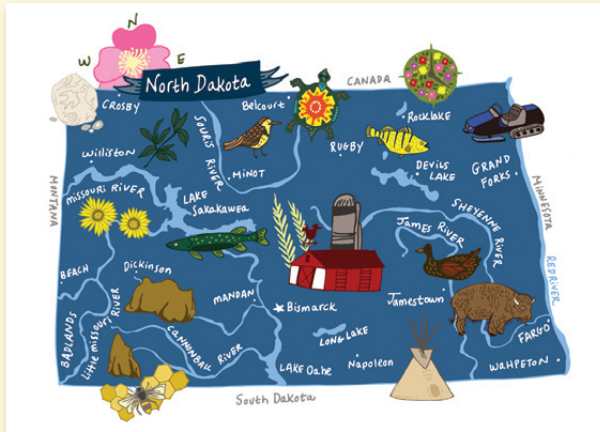 N
W
E
North Dakota
CANADA
CROSBY
Belcourt
Rocklake
SOURIS
RIVER
Williston
MINOT
RUGBY
DEVILS
LAKE
GRAND
FORKS
MONTANA
MINNESOTA
MISSOURI RIVER
LAKE
Sakakawea
SHEYENNE
RIVER
JAMES RIVER
RED RIVER
BEACH
Dickinson
MANDAN
Bismarck
Jamestown
BADLANDS
Little Missouri
RIVER
CANNONBALL
RIVER
LONG LAKE
FARGO
LAKE Oahe
Napoleon
WAHPETON
South Dakota